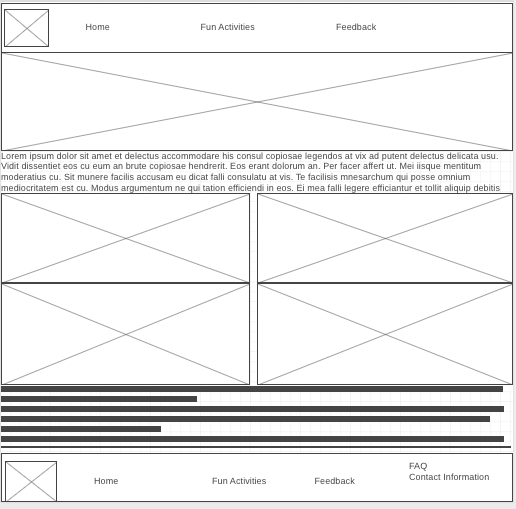 Home Fun Activities Feedback
Lorem ipsum dolor sit amet et delectus accommodare his consul copiosae legendos at vix ad putent delectus delicata usu.
Vidit dissentiet eos cu eum an brute copiosae hendrerit. Eos erant dolorum an. Per facer affert ut. Mei iisque mentitum
moderatius cu. Sit munere facilis accusam eu dicat falli consulatu at vis. Te facilisis mnesarchum qui posse omnium
mediocritatem est cu. Modus argumentum ne qui tation efficiendi in eos. Ei mea falli legere efficiantur et tollit aliquip debitis
FAQ
Home Fun Activities Feedback Contact Information